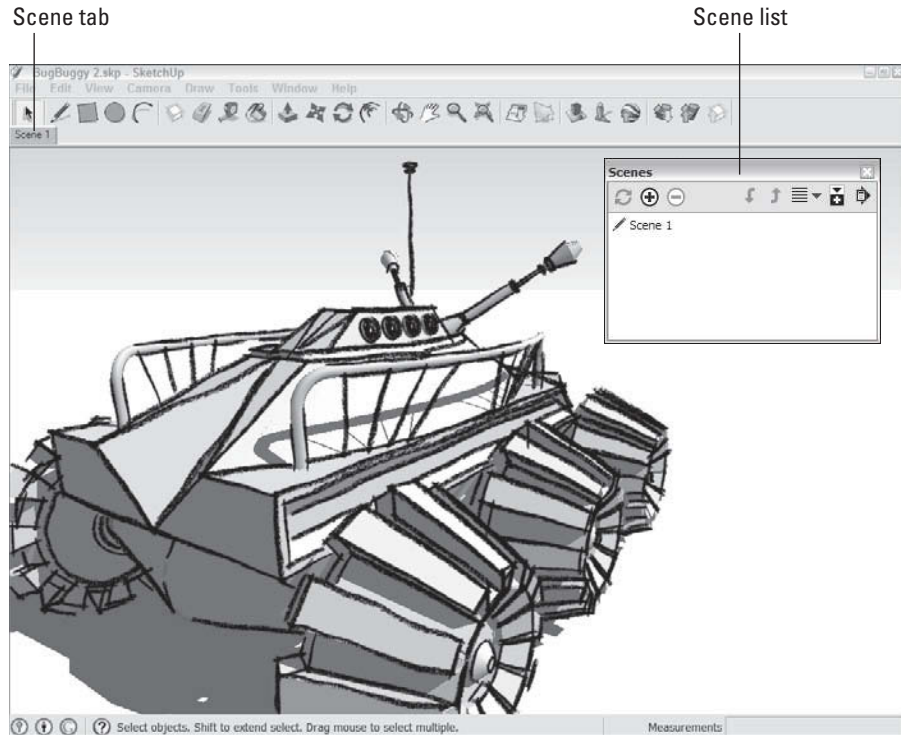 Scene tab
Scene list
BugBuggy 2.skp - SketchUp
File Edit View Camera Draw Tools Window Help
Scene 1
Scenes
Scene 1
Select objects. Shift to extend select. Drag mouse to select multiple.
Measurements